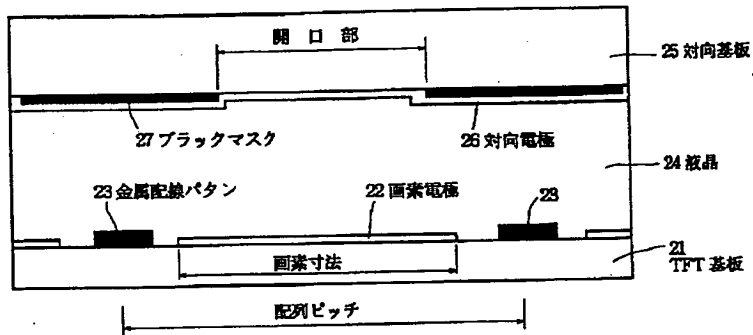 開口部
25 対向基板
27 ブラックマスク
26 対向電極
24 液晶
23 金属配線パタン
22 画素電極
23
21
TFT 基板
画素寸法
配列ピッチ